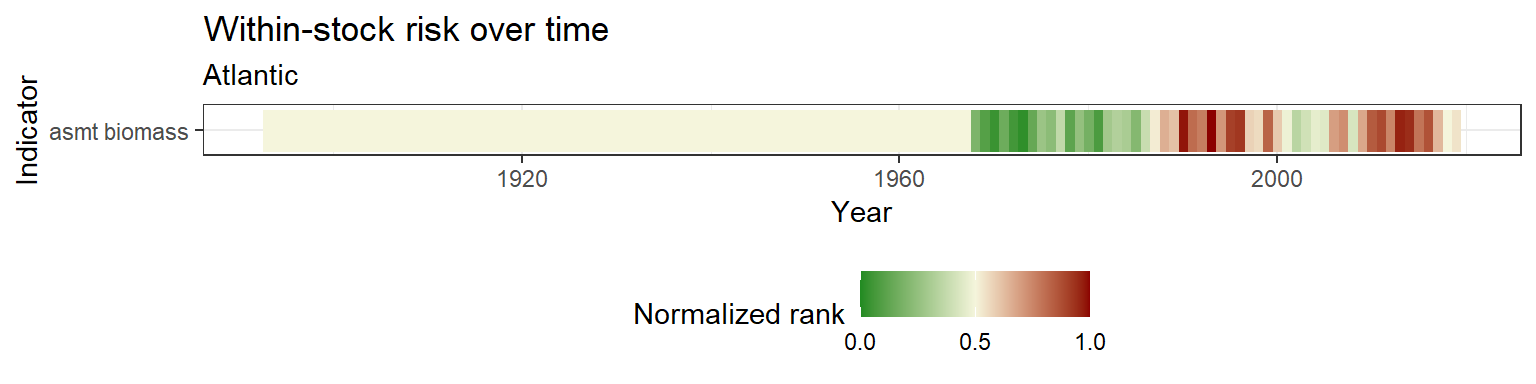 Within-stock risk over time
Atlantic
Indicator
asmt biomass
1920 1960 2000
Year
Normalized rank
0.0 0.5 1.0